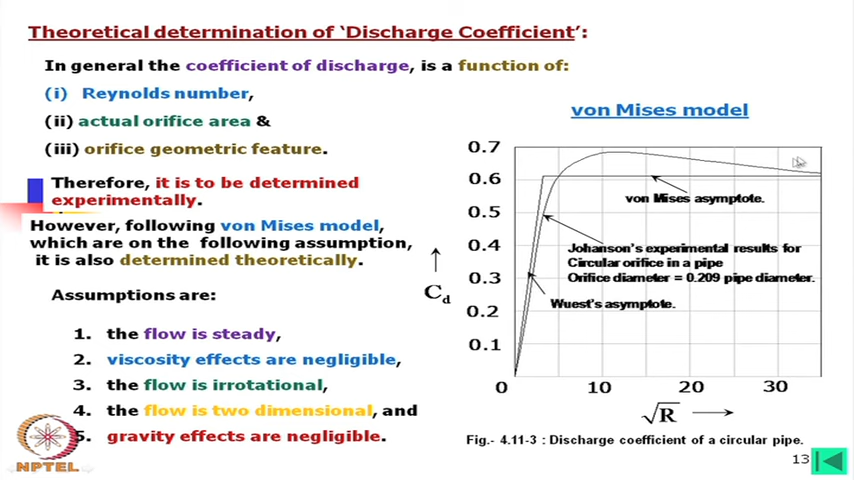 Theoretical determination of ‘Discharge Coefficient’:
In general the coefficient of discharge, is a function of:
(i) Reynolds number,
(ii) actual orifice area &
(iii) orifice geometric feature.
Therefore, it is to be determined
experimentally.
However, following von Mises model,
which are on the following assumption,
it is also determined theoretically.
Assumptions are:
1. the flow is steady,
2. viscosity effects are negligible,
3. the flow is irrotational,
4. the flow is two dimensional, and
5. gravity effects are negligible.
NPTEL
von Mises model
0.7
0.6
0.5
0.4
0.3
0.2
0.1
0 10 20 30
Cd
√R
von Mises asymptote.
Johanson's experimental results for
Circular orifice in a pipe
Orifice diameter = 0.209 pipe diameter.
Wuest's asymptote.
Fig.- 4.11-3 : Discharge coefficient of a circular pipe.
13